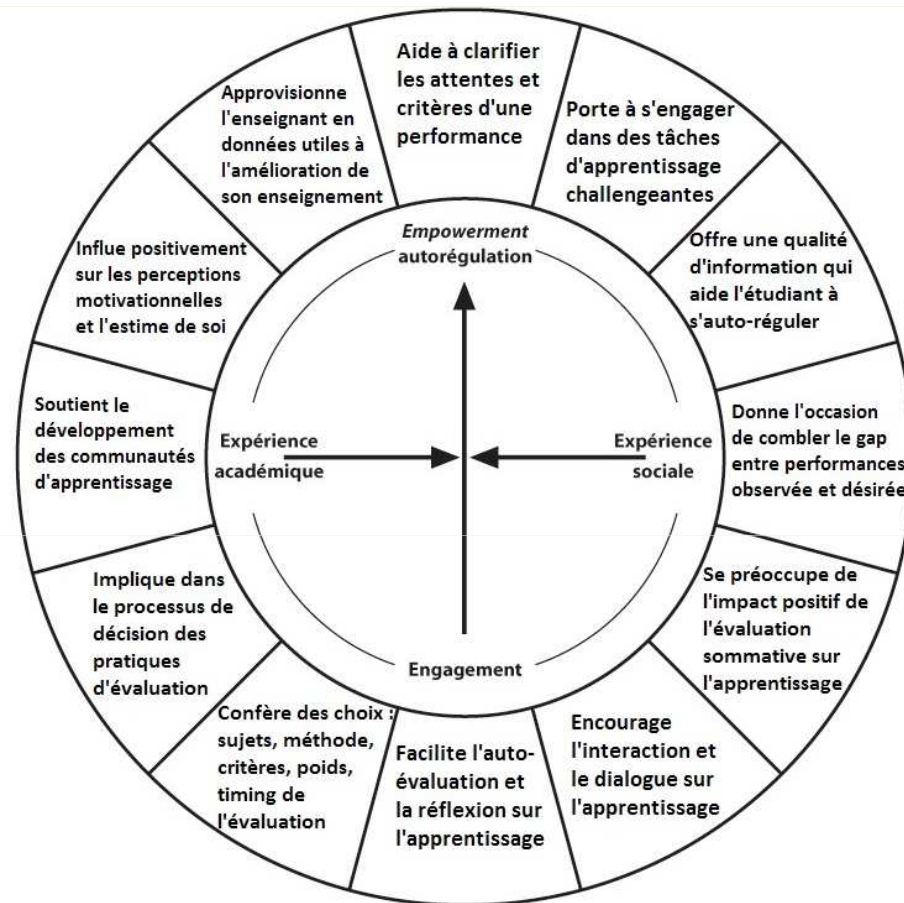 Aide à clarifier
les attentes et
critères d'une
performance
Porte à s'engager
dans des tâches
d'apprentissage
challengeantes
Offre une qualité
d'information qui
aide l'étudiant à
s'auto-réguler
Donne l'occasion
de combler le gap
entre performances
observée et désirée
Se préoccupe de
l'impact positif de
l'évaluation
sommative sur
l'apprentissage
Encourage
l'interaction et
le dialogue sur
l'apprentissage
Facilite l'auto-
évaluation et
la réflexion sur
l'apprentissage
Confère des choix :
sujets, méthode,
critères, poids,
timing de
l'évaluation
Implique dans
le processus de
décision des
pratiques
d'évaluation
Soutient le
développement
des communautés
d'apprentissage
Influe positivement
sur les perceptions
motivationnelles
et l'estime de soi
Approvisionne
l'enseignant en
données utiles à
l'amélioration de
son enseignement
Empowerment
autorégulation
Expérience
académique
Expérience
sociale
Engagement